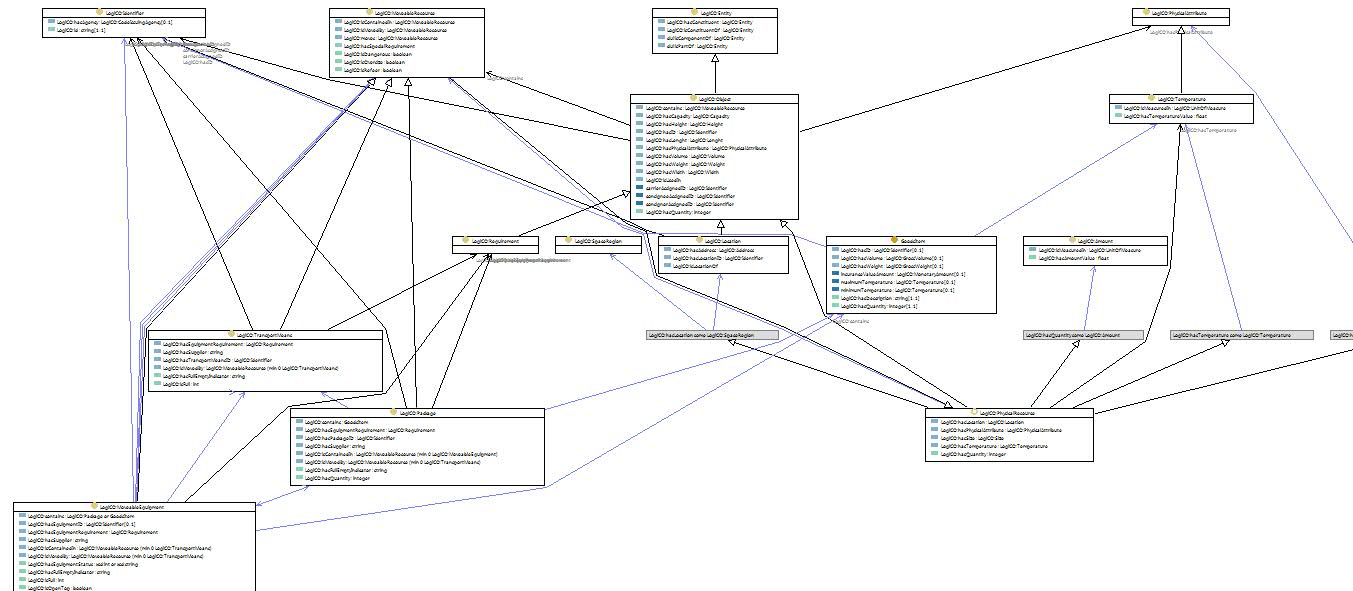 LogiCO:Identifier
LogiCO:hasAgency : LogiCO:CodeIssuingAgency[0..1]
LogiCO:id : string[1..1]
LogiCO:MoveableResource
LogiCO:isContainedIn : LogiCO:MoveableResource
LogiCO:isMovedBy : LogiCO:MoveableResource
LogiCO:moves : LogiCO:MoveableResource
LogiCO:hasSpecialRequirement
LogiCO:isDangerous : boolean
LogiCO:isOversize : boolean
LogiCO:isReefer : boolean
LogiCO:contains
LogiCO:Entity
LogiCO:hasConstituent : LogiCO:Entity
LogiCO:isConstituentOf : LogiCO:Entity
LogiCO:PhysicalAttribute
LogiCO:hasPhysicalAttribute
LogiCO:Object
LogiCO:contains : LogiCO:MoveableResource
LogiCO:hasCapacity : LogiCO:Capacity
LogiCO:hasHeight : LogiCO:Height
LogiCO:hasID : LogiCO:Identifier
LogiCO:hasLenght : LogiCO:Lenght
LogiCO:hasPhysicalAttribute : LogiCO:PhysicalAttribute
LogiCO:hasVolume : LogiCO:Volume
LogiCO:hasWeight : LogiCO:Weight
LogiCO:hasWidth : LogiCO:Width
LogiCO:isUsedIn
carrierAssignedID : LogiCO:Identifier
consigneeAssignedID : LogiCO:Identifier
consignorAssignedID : LogiCO:Identifier
LogiCO:hasQuantity : integer
LogiCO:Temperature
LogiCO:isMeasuredIn : LogiCO:UnitOfMeasure
LogiCO:hasTemperatureValue : float
LogiCO:hasTemperature
LogiCO:Requirement
LogiCO:SpaceRegion
LogiCO:Location
LogiCO:hasAddress : LogiCO:Address
LogiCO:hasLocationID : LogiCO:Identifier
LogiCO:isLocationOf
GoodsItem
LogiCO:hasID : LogiCO:Identifier[0..1]
LogiCO:hasVolume : LogiCO:GrossVolume[0..1]
LogiCO:hasWeight : LogiCO:GrossWeight[0..1]
insuranceValueAmount : LogiCO:MonetaryAmount[0..1]
maximumTemperature : LogiCO:Temperature[0..1]
minimumTemperature : LogiCO:Temperature[0..1]
LogiCO:hasDescription : string[1..1]
LogiCO:hasQuantity : integer[1..1]
LogiCO:contains
LogiCO:Amount
LogiCO:isMeasuredIn : LogiCO:UnitOfMeasure
LogiCO:hasAmountValue : float
LogiCO:hasLocation some LogiCO:SpaceRegion
LogiCO:hasQuantity some LogiCO:Amount
LogiCO:hasTemperature some LogiCO:Temperature
LogiCO:TransportMeans
LogiCO:hasEquipmentRequirement : LogiCO:Requirement
LogiCO:hasSupplier : string
LogiCO:hasTransportMeansID : LogiCO:Identifier
LogiCO:isMovedBy : LogiCO:MoveableResource (min 0 LogiCO:TransportMeans)
LogiCO:hasFullEmptyIndicator : string
LogiCO:isFull : int
LogiCO:Package
LogiCO:contains : GoodsItem
LogiCO:hasEquipmentRequirement : LogiCO:Requirement
LogiCO:hasPackageID : LogiCO:Identifier
LogiCO:hasSupplier : string
LogiCO:isContainedIn : LogiCO:MoveableResource (min 0 LogiCO:MoveableEquipment)
LogiCO:isMovedBy : LogiCO:MoveableResource (min 0 LogiCO:TransportMeans)
LogiCO:hasFullEmptyIndicator : string
LogiCO:hasQuantity : integer
LogiCO:PhysicalResource
LogiCO:hasLocation : LogiCO:Location
LogiCO:hasPhysicalAttribute : LogiCO:PhysicalAttribute
LogiCO:hasSize : LogiCO:Size
LogiCO:hasTemperature : LogiCO:Temperature
LogiCO:hasQuantity : integer
LogiCO:MoveableEquipment
LogiCO:contains : LogiCO:Package or GoodsItem
LogiCO:hasEquipmentID : LogiCO:Identifier[0..1]
LogiCO:hasEquipmentRequirement : LogiCO:Requirement
LogiCO:hasSupplier : string
LogiCO:isContainedIn : LogiCO:MoveableResource (min 0 LogiCO:TransportMeans)
LogiCO:isMovedBy : LogiCO:MoveableResource (min 0 LogiCO:TransportMeans)
LogiCO:hasEquipmentStatus : xsd:int or xsd:string
LogiCO:hasFullEmptyIndicator : string
LogiCO:isFull : int
LogiCO:isOpenTop : boolean